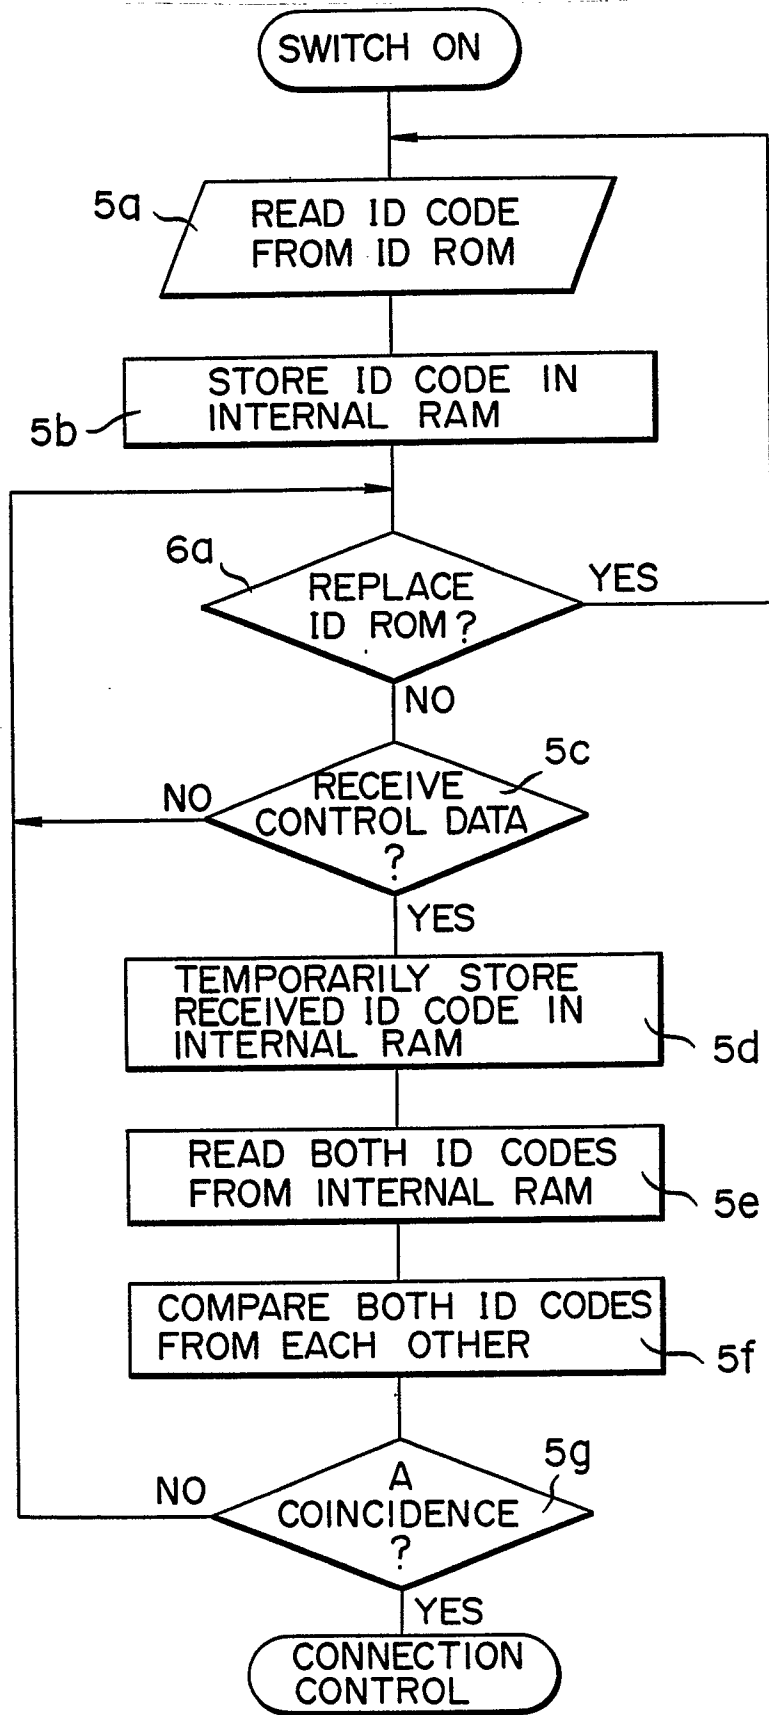 SWITCH ON
5a
READ ID CODE
FROM ID ROM
STORE ID CODE IN
INTERNAL RAM
5b
6a
REPLACE
ID ROM?
YES
NO
5c
RECEIVE
CONTROL DATA
?
NO
YES
TEMPORARILY STORE
RECEIVED ID CODE IN
INTERNAL RAM
5d
READ BOTH ID CODES
FROM INTERNAL RAM
5e
COMPARE BOTH ID CODES
FROM EACH OTHER
5f
5g
A
COINCIDENCE
?
NO
YES
CONNECTION
CONTROL